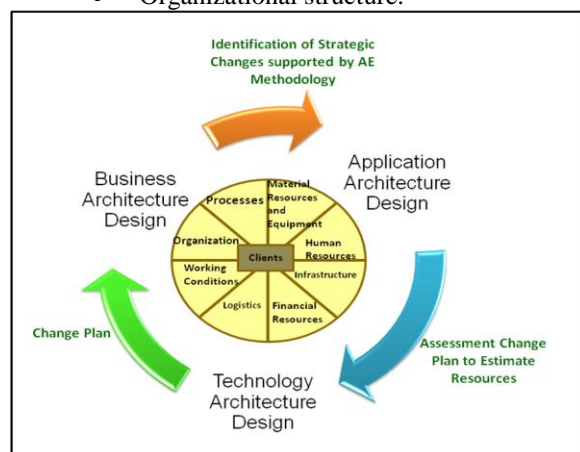 • Organizational structure.
Identification of Strategic
Changes supported by AE
Methodology
Business
Architecture
Design
Application
Architecture
Design
Processes
Material
Resources
and
Equipment
Organization
Human
Resources
Clients
Working
Conditions
Infrastructure
Logistics
Financial
Resources
Change Plan
Assessment Change
Plan to Estimate
Resources
Technology
Architecture
Design